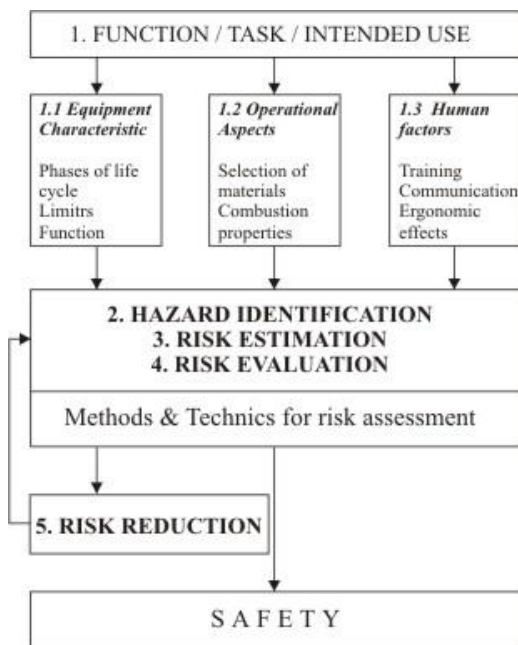 1. FUNCTION / TASK / INTENDED USE
1.1 Equipment
Characteristic
Phases of life
cycle
Limitrs
Function
1.2 Operational
Aspects
Selection of
materials
Combustion
properties
1.3 Human
factors
Training
Communication
Ergonomic
effects
2. HAZARD IDENTIFICATION
3. RISK ESTIMATION
4. RISK EVALUATION
Methods & Technics for risk assessment
5. RISK REDUCTION
S A F E T Y